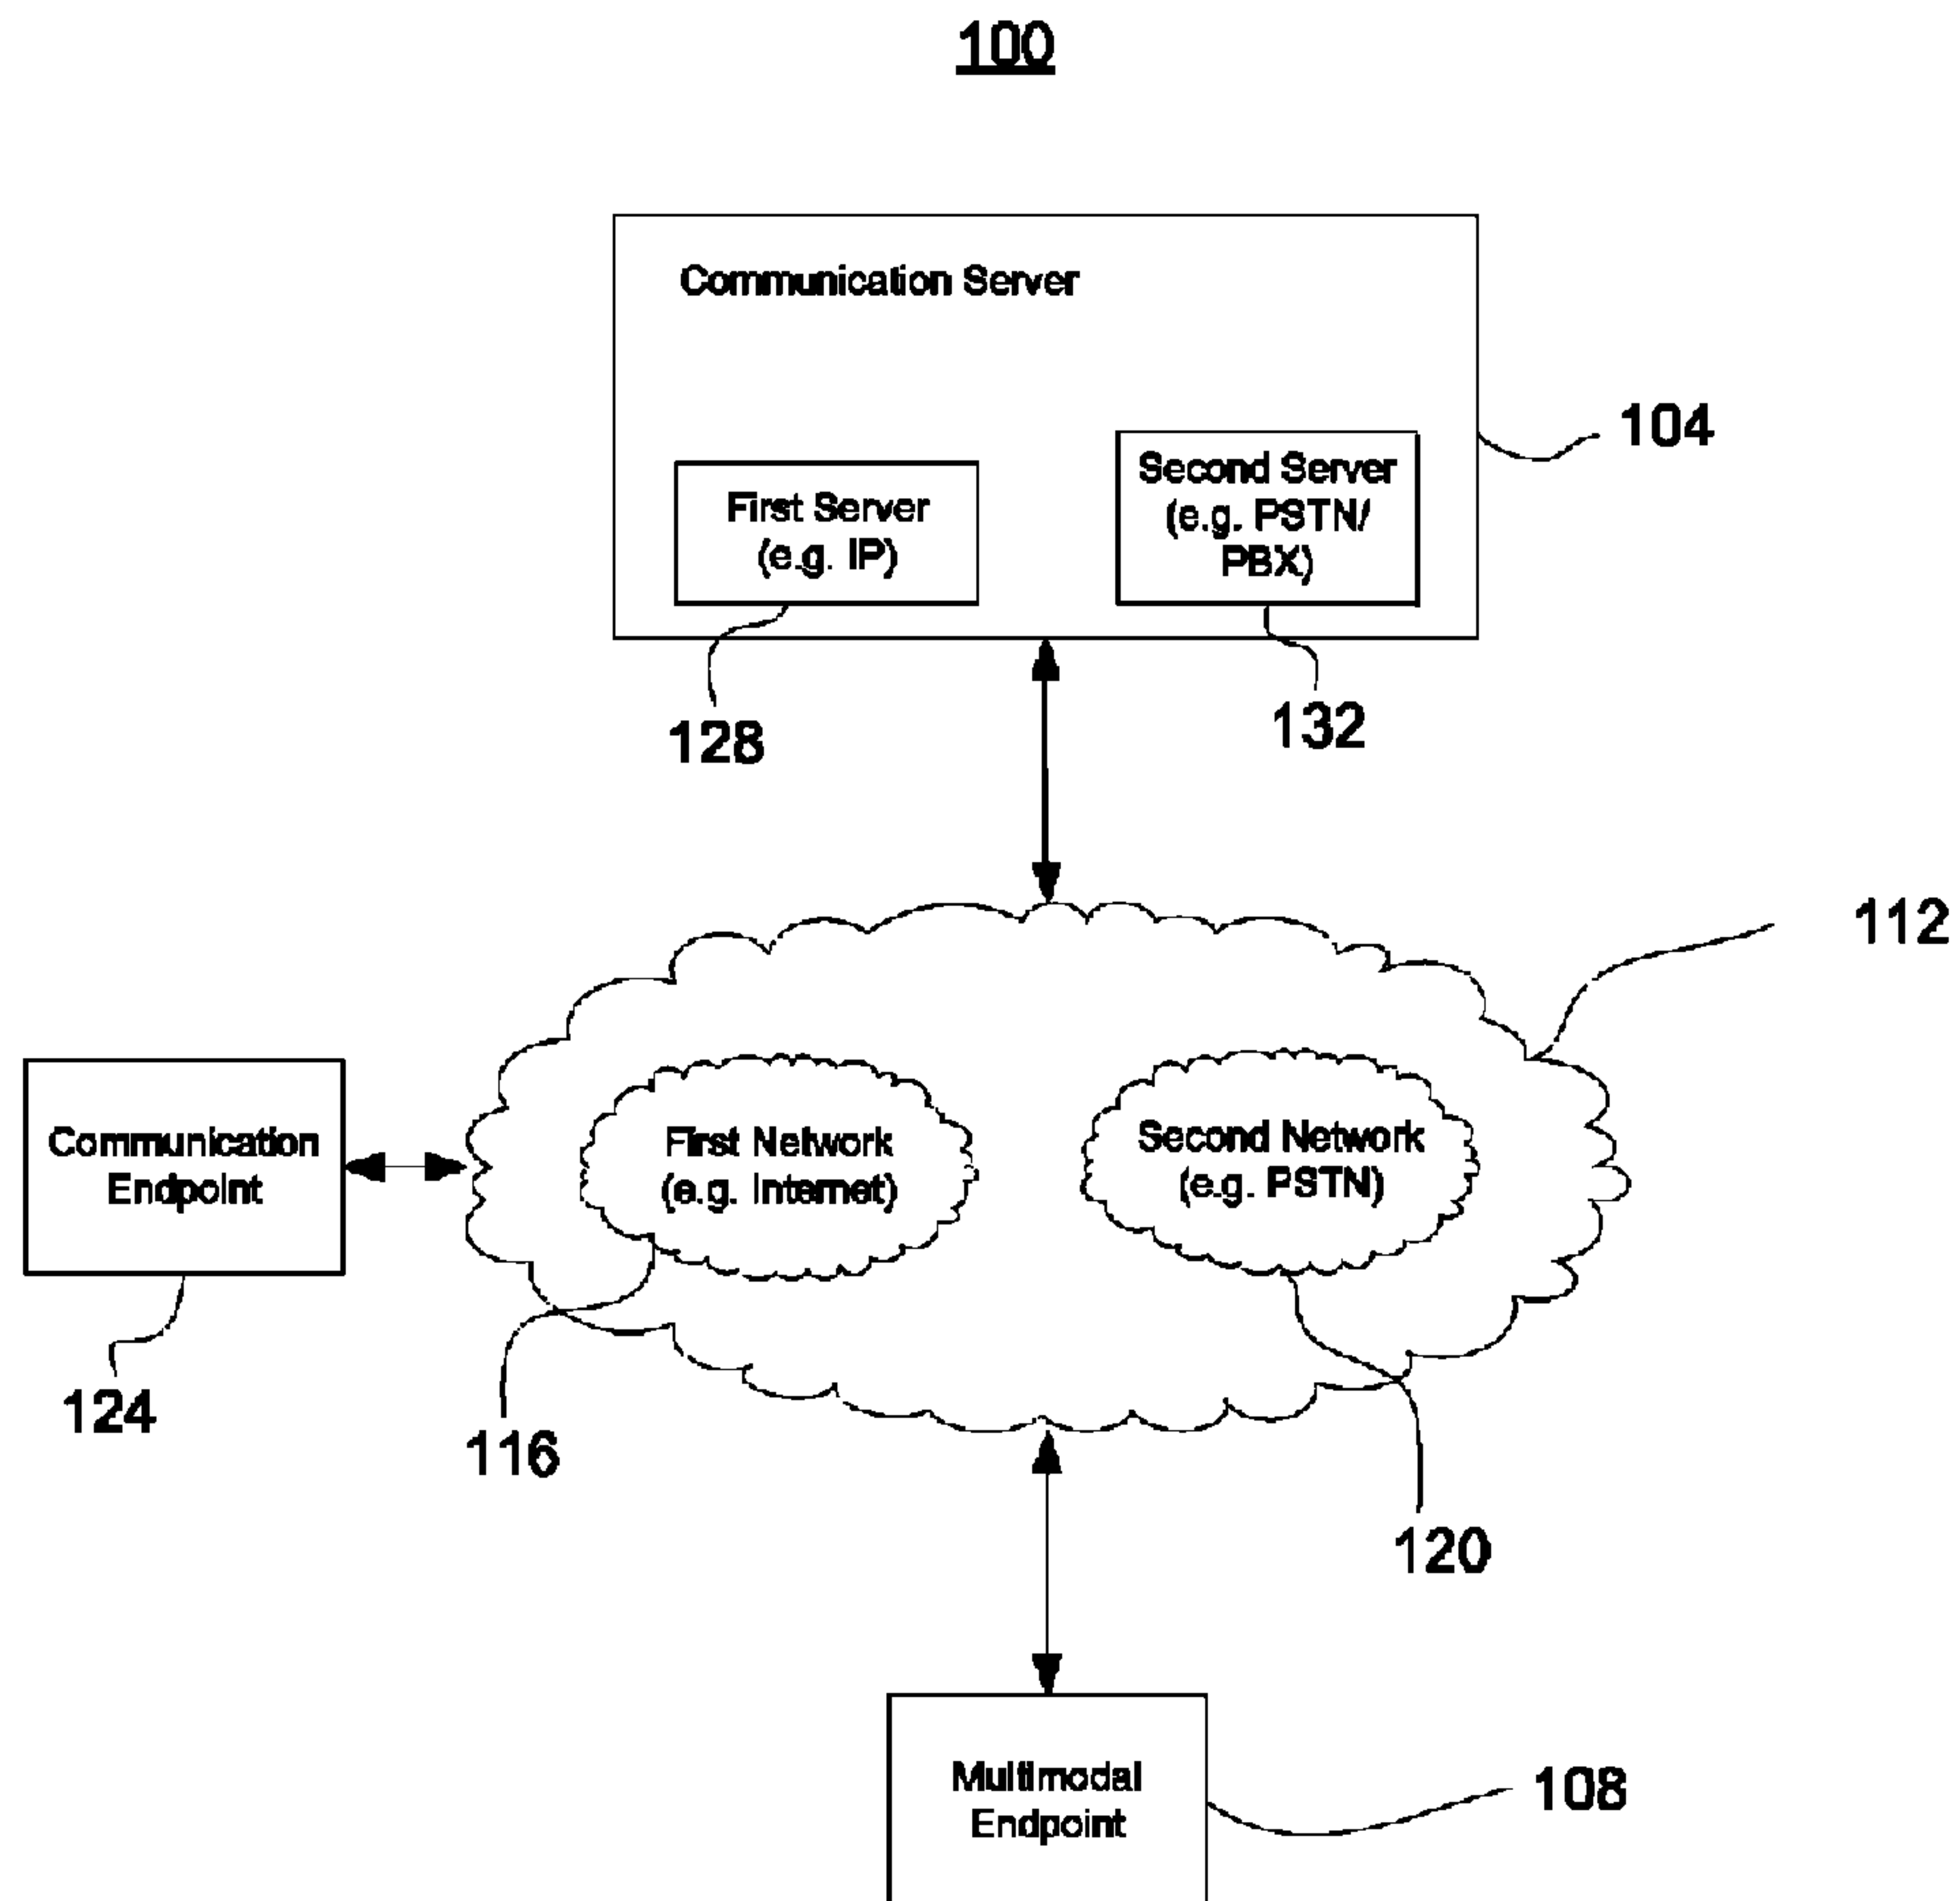 100
Communication Server
First Server
(e.g. IP)
Second Server
(e.g. PSTN/
PBX)
104
128
132
112
Communication
Endpoint
First Network
(e.g. Internet)
Second Network
(e.g. PSTN)
124
116
120
Multimodal
Endpoint
108